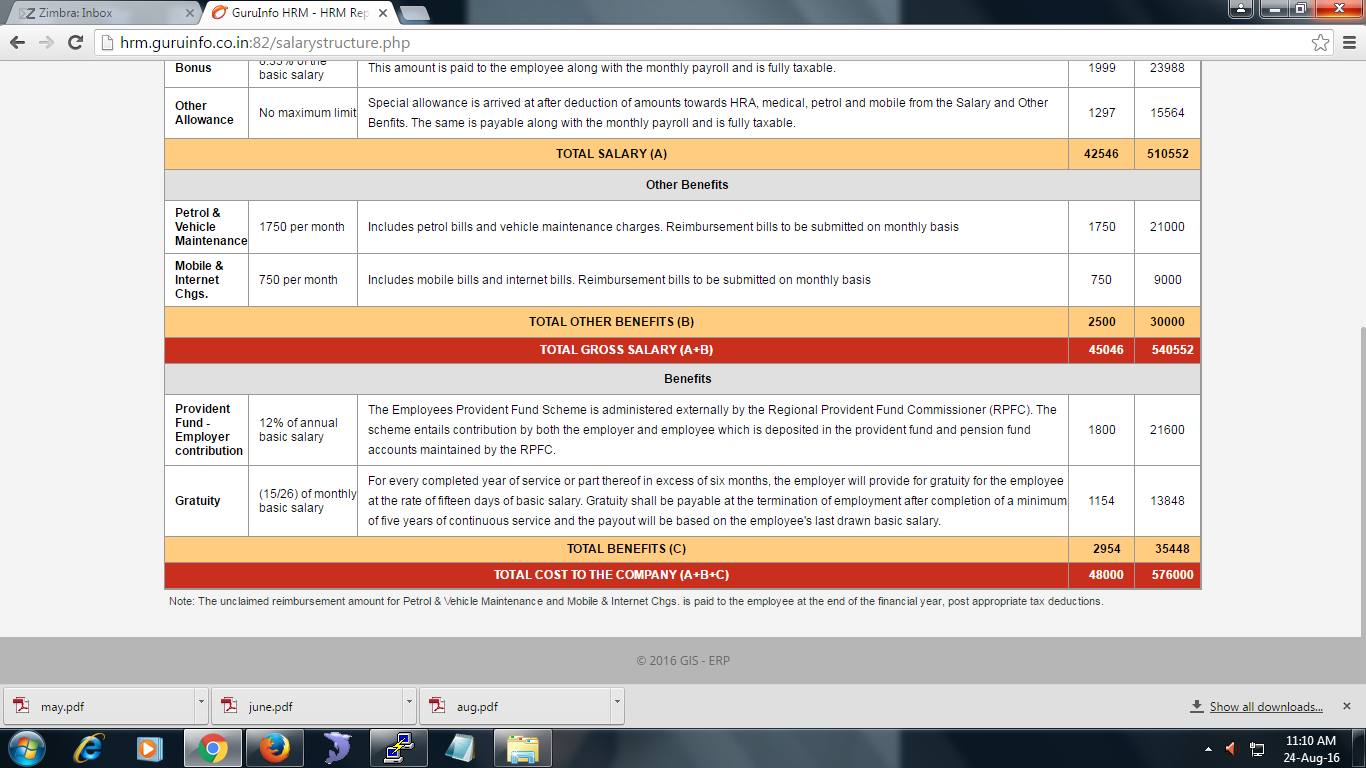 Zimbra: Inbox
GuruInfo HRM - HRM Rep
hrm.guruinfo.co.in:82/salarystructure.php
Bonus
8.33% of the
basic salary
This amount is paid to the employee along with the monthly payroll and is fully taxable.
1999
23988
Other
Allowance
No maximum limit
Special allowance is arrived at after deduction of amounts towards HRA, medical, petrol and mobile from the Salary and Other
Benfits. The same is payable along with the monthly payroll and is fully taxable.
1297
15564
TOTAL SALARY (A)
42546
510552
Other Benefits
Petrol &
Vehicle
Maintenance
1750 per month
Includes petrol bills and vehicle maintenance charges. Reimbursement bills to be submitted on monthly basis
1750
21000
Mobile &
Internet
Chgs.
750 per month
Includes mobile bills and internet bills. Reimbursement bills to be submitted on monthly basis
750
9000
TOTAL OTHER BENEFITS (B)
2500
30000
TOTAL GROSS SALARY (A+B)
45046
540552
Benefits
Provident
Fund -
Employer
contribution
12% of annual
basic salary
The Employees Provident Fund Scheme is administered externally by the Regional Provident Fund Commissioner (RPFC). The
scheme entails contribution by both the employer and employee which is deposited in the provident fund and pension fund
accounts maintained by the RPFC.
1800
21600
Gratuity
(15/26) of monthly
basic salary
For every completed year of service or part thereof in excess of six months, the employer will provide for gratuity for the employee
at the rate of fifteen days of basic salary. Gratuity shall be payable at the termination of employment after completion of a minimum
of five years of continuous service and the payout will be based on the employee's last drawn basic salary.
1154
13848
TOTAL BENEFITS (C)
2954
35448
TOTAL COST TO THE COMPANY (A+B+C)
48000
576000
Note: The unclaimed reimbursement amount for Petrol & Vehicle Maintenance and Mobile & Internet Chgs. is paid to the employee at the end of the financial year, post appropriate tax deductions.
© 2016 GIS - ERP
may.pdf
june.pdf
aug.pdf
Show all downloads...
11:10 AM
24-Aug-16